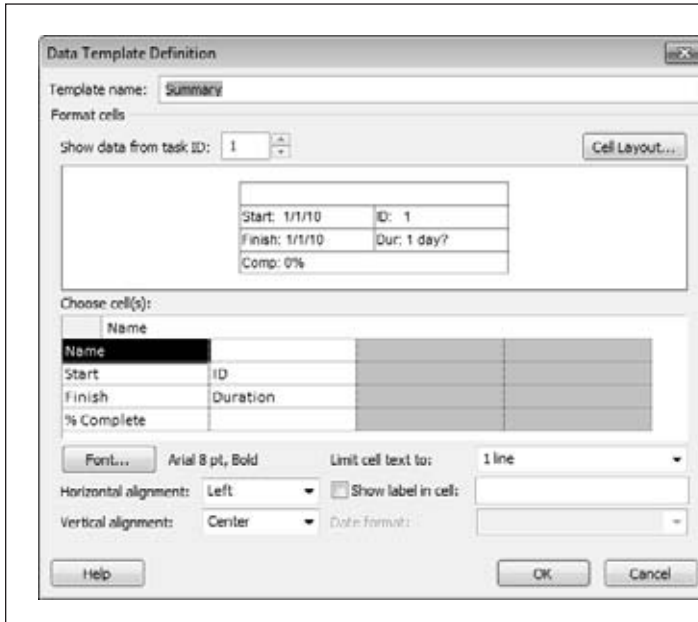 Data Template Definition
Template name: Summary
Format cells
Show data from task ID: 1
Cell Layout...
Start: 1/1/10 ID: 1
Finish: 1/1/10 Dur: 1 day?
Comp: 0%
Choose cell(s):
Name
Name
Start ID
Finish Duration
% Complete
Font... Arial 8 pt, Bold Limit cell text to: 1 line
Horizontal alignment: Left Show label in cell:
Vertical alignment: Center Date format:
Help OK Cancel